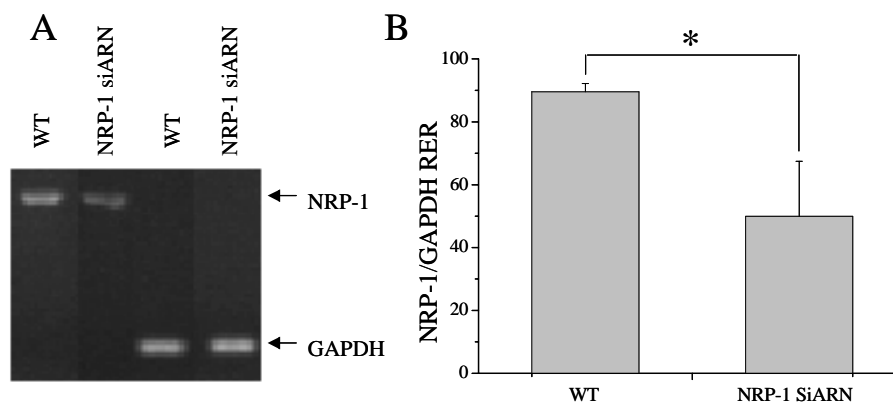 A
WT
NRP-1 siARN
WT
NRP-1 siARN
NRP-1
GAPDH
B
*
NRP-1/GAPDH RER
100
80
60
40
20
0
WT
NRP-1 SiARN